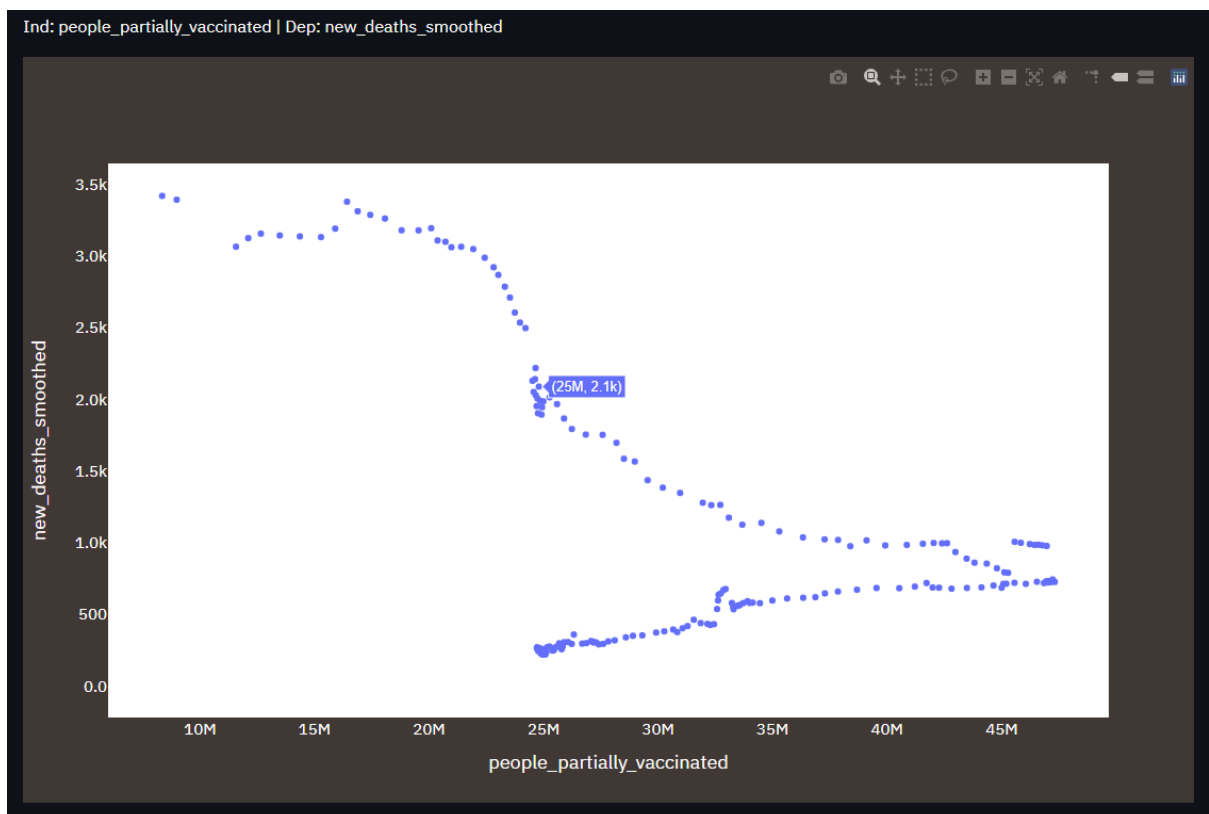 Ind: people_partially_vaccinated | Dep: new_deaths_smoothed
3.5k
3.0k
2.5k
2.0k
1.5k
1.0k
500
0.0
new_deaths_smoothed
(25M, 2.1k)
10M 15M 20M 25M 30M 35M 40M 45M
people_partially_vaccinated